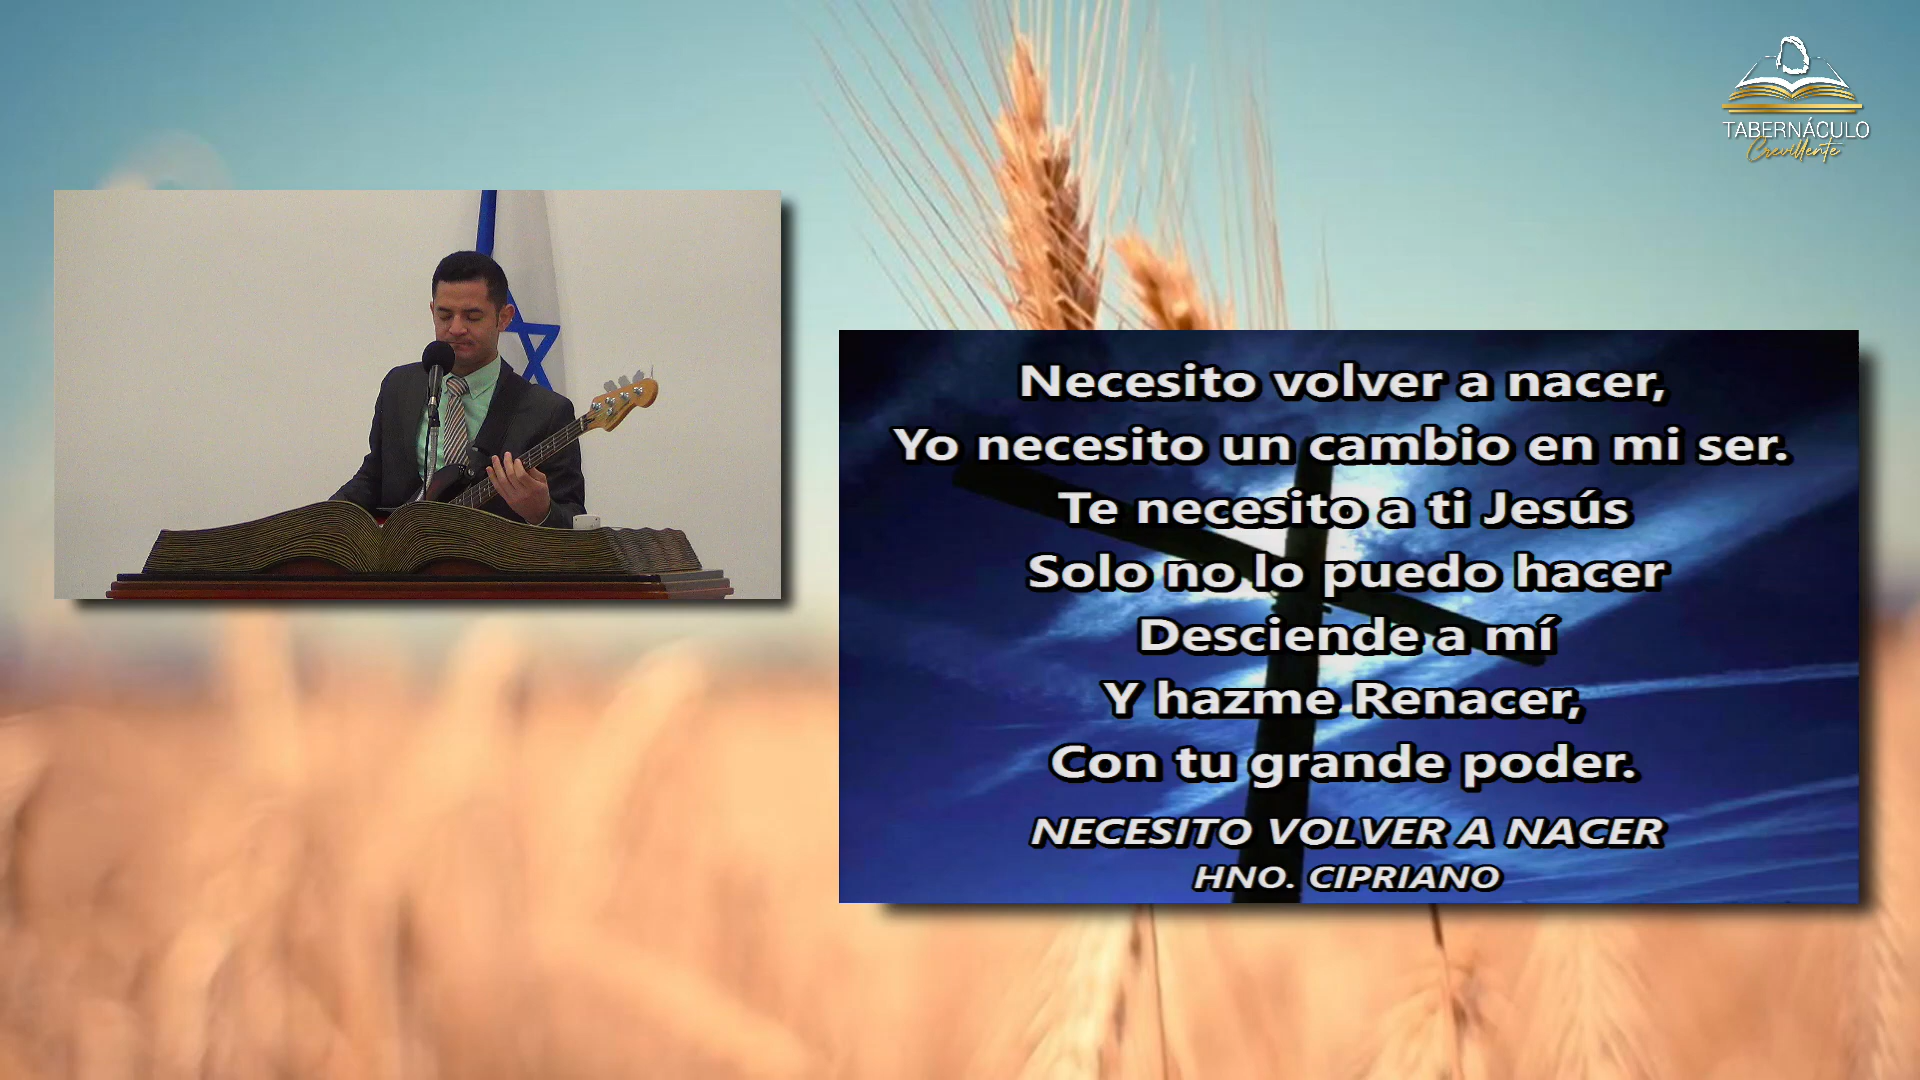 TABERNÁCULO
Crevillente
Necesito volver a nacer,
Yo necesito un cambio en mi ser.
Te necesito a ti Jesús
Solo no lo puedo hacer
Desciende a mí
Y hazme Renacer,
Con tu grande poder.
NECESITO VOLVER A NACER
HNO. CIPRIANO